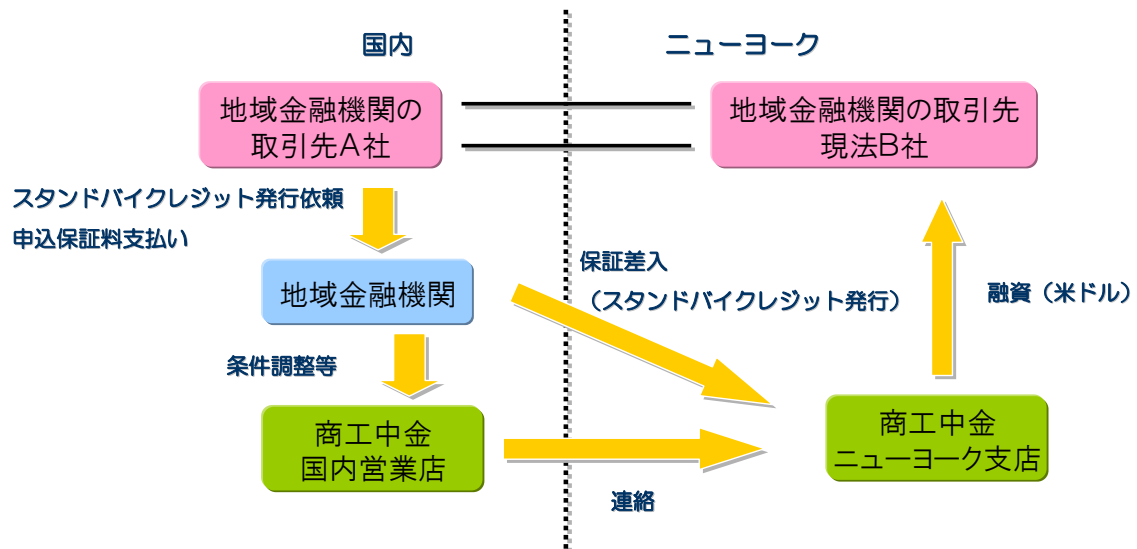 国内
ニューヨーク
地域金融機関の
取引先A社
地域金融機関の取引先
現法B社
スタンドバイクレジット発行依頼
申込保証料支払い
地域金融機関
保証差入
（スタンドバイクレジット発行）
融資（米ドル）
条件調整等
商工中金
国内営業店
商工中金
ニューヨーク支店
連絡